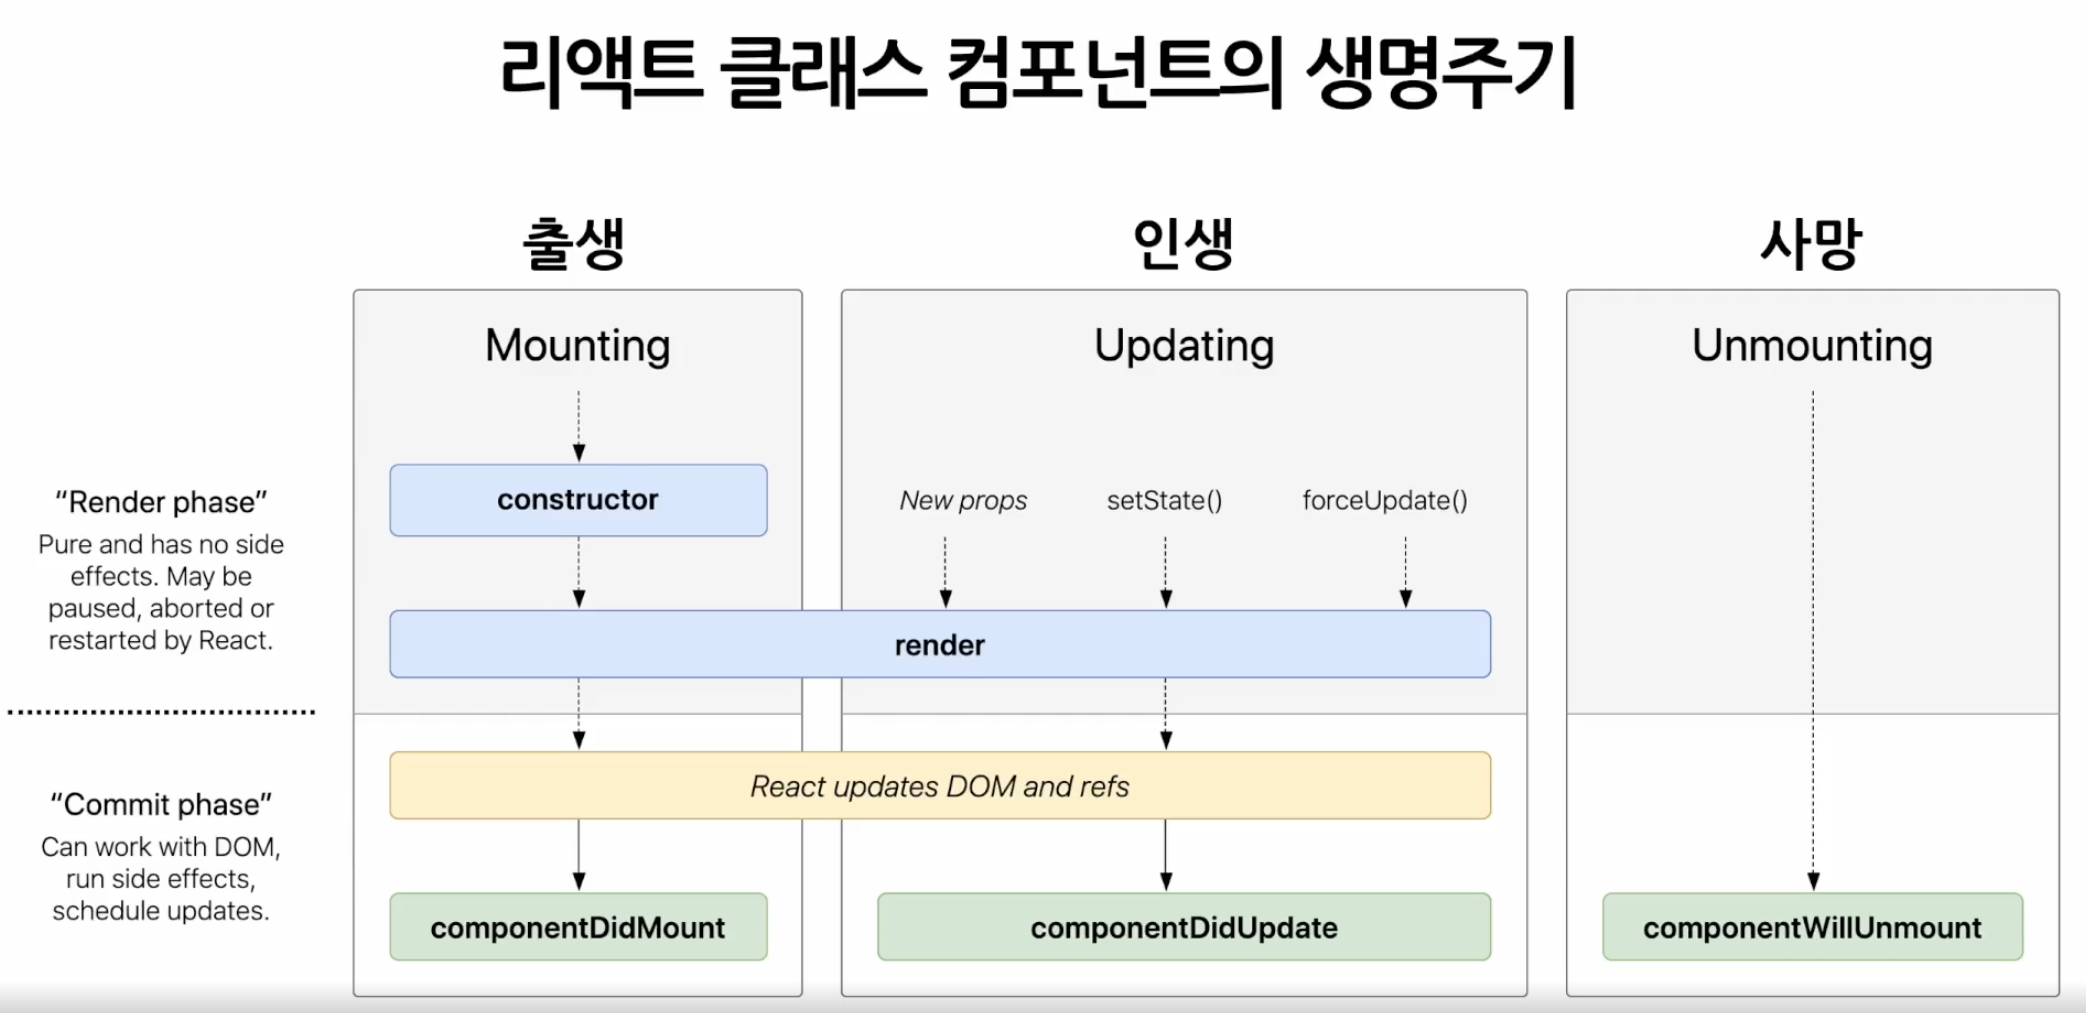 리액트 클래스 컴포넌트의 생명주기
출생
인생
사망
Mounting
Updating
Unmounting
“Render phase”
Pure and has no side
effects. May be
paused, aborted or
restarted by React.
constructor
New props
setState()
forceUpdate()
render
“Commit phase”
Can work with DOM,
run side effects,
schedule updates.
React updates DOM and refs
componentDidMount
componentDidUpdate
componentWillUnmount